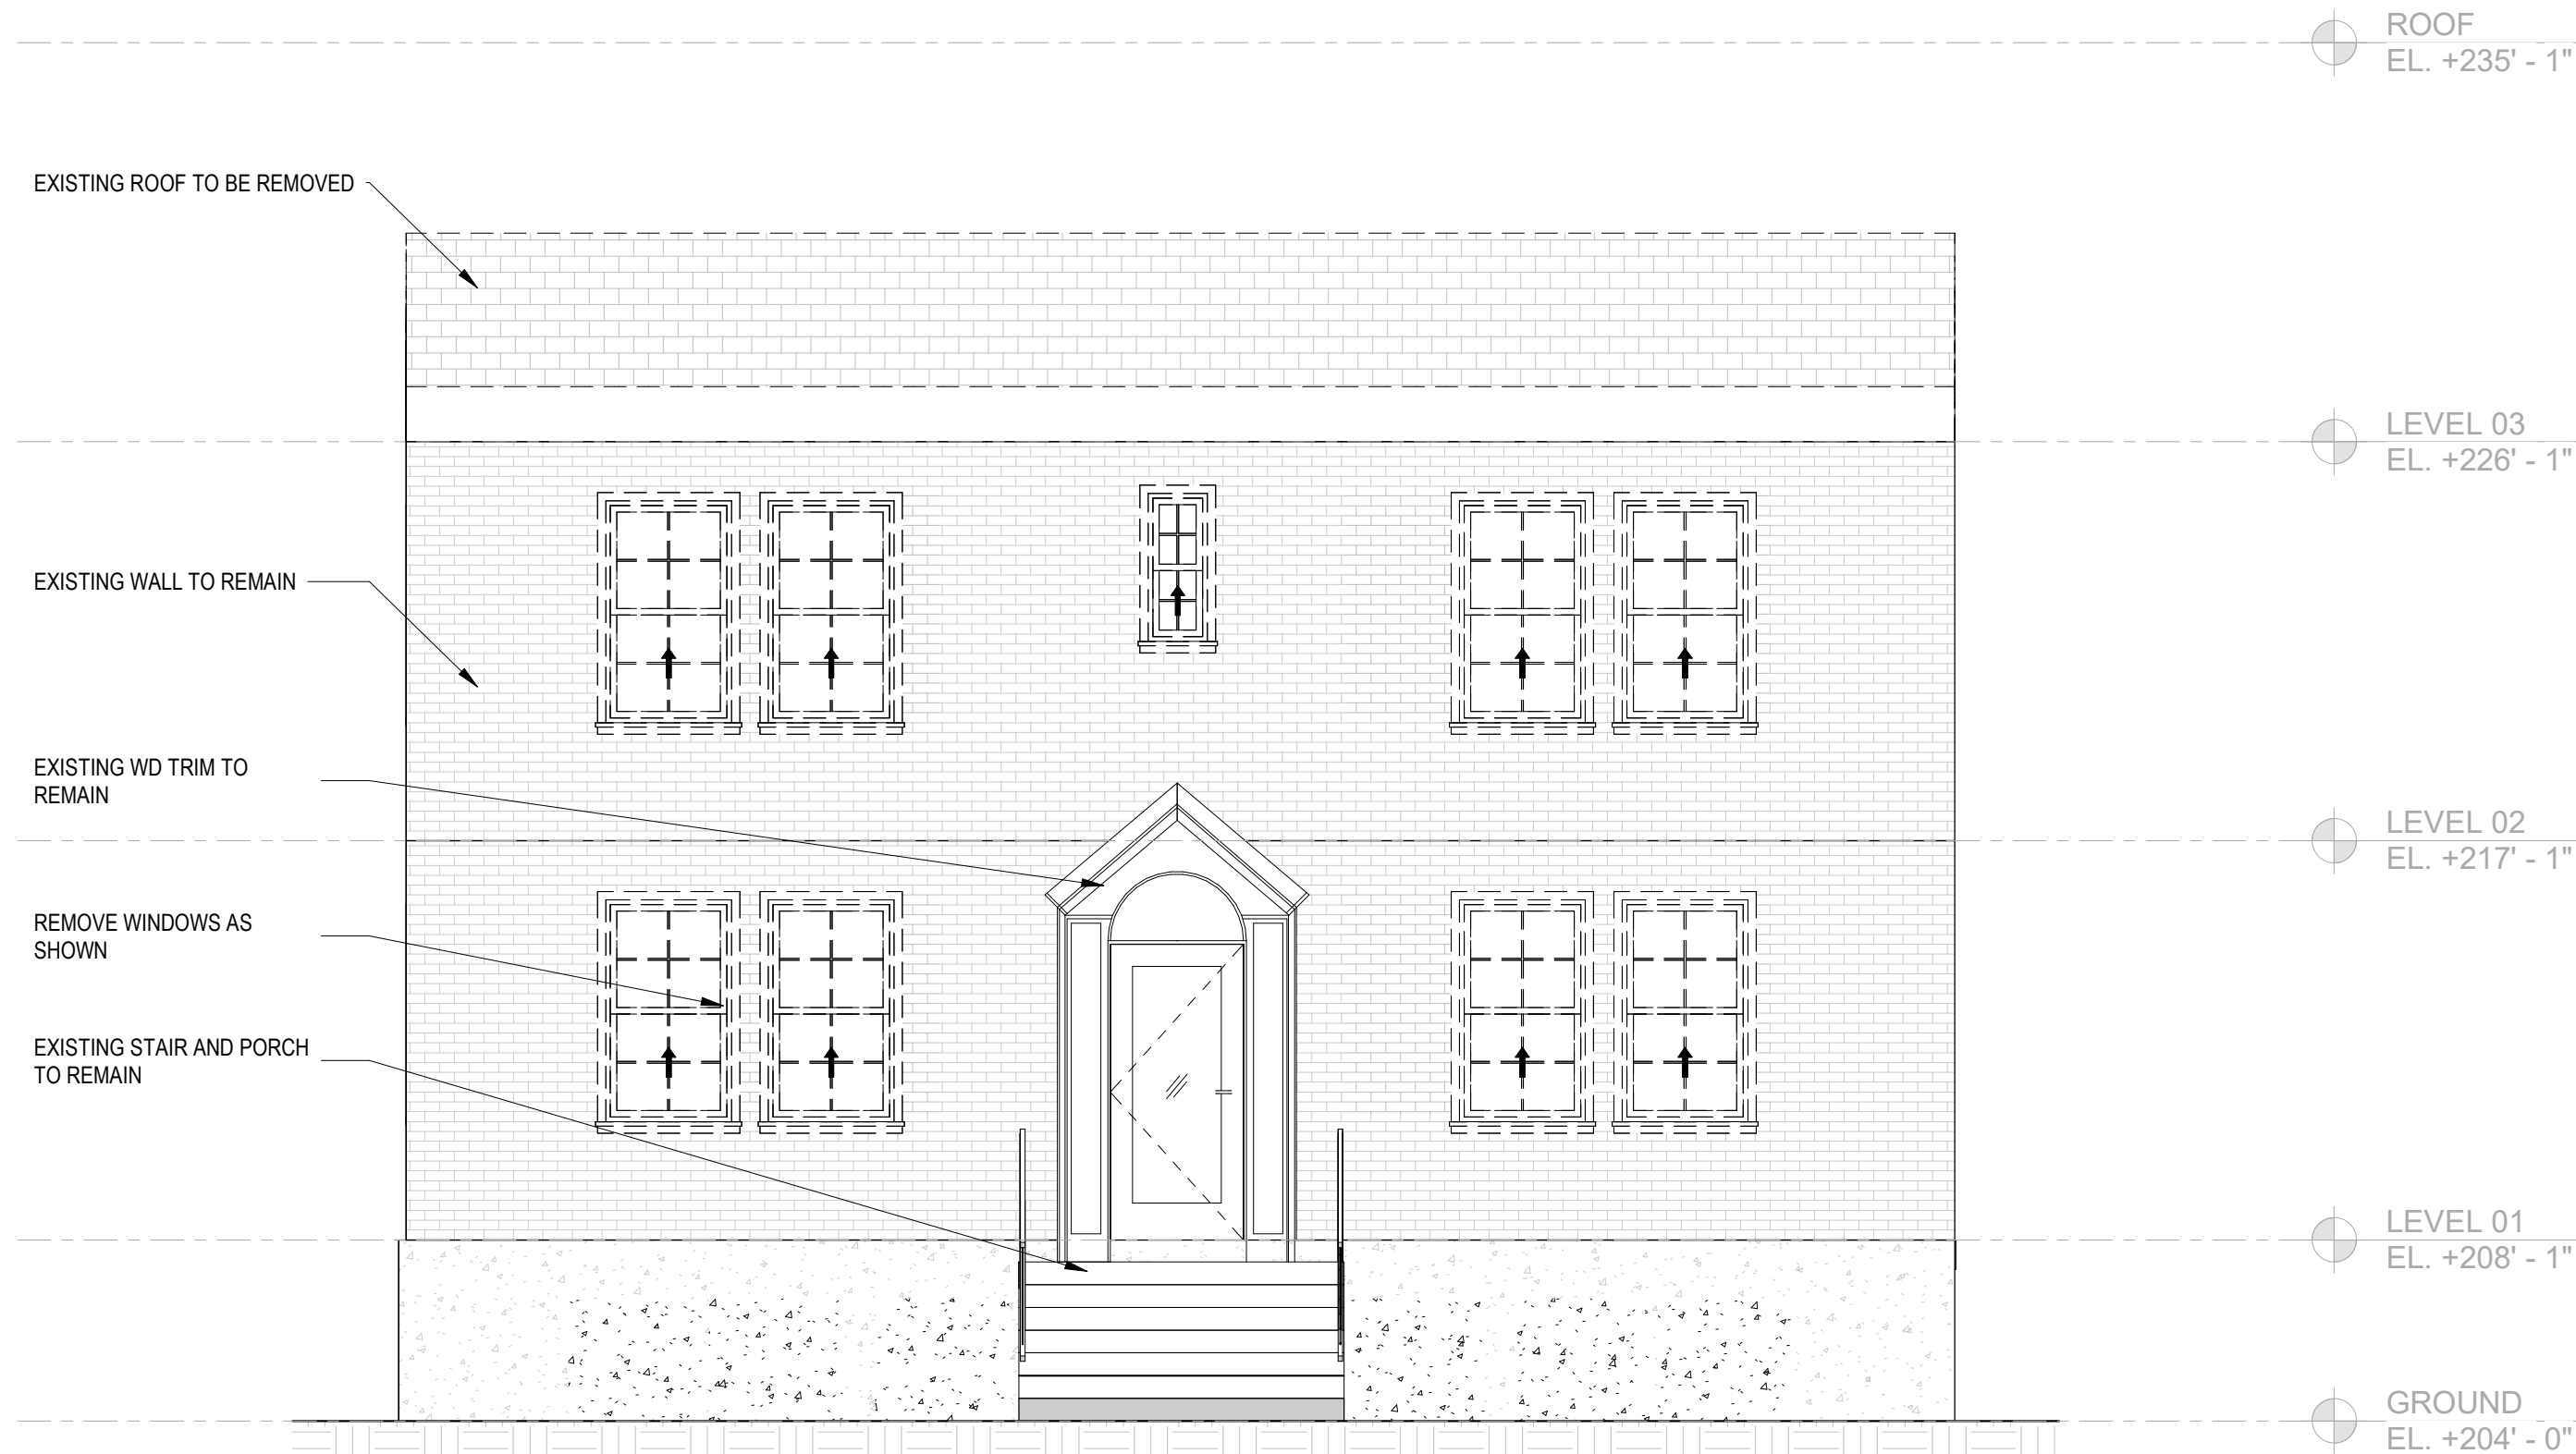 ROOF
EL. +235' - 1"
EXISTING ROOF TO BE REMOVED
LEVEL 03
EL. +226' - 1"
EXISTING WALL TO REMAIN
EXISTING WD TRIM TO
REMAIN
LEVEL 02
EL. +217' - 1"
REMOVE WINDOWS AS
SHOWN
EXISTING STAIR AND PORCH
TO REMAIN
LEVEL 01
EL. +208' - 1"
GROUND
EL. +204' - 0"